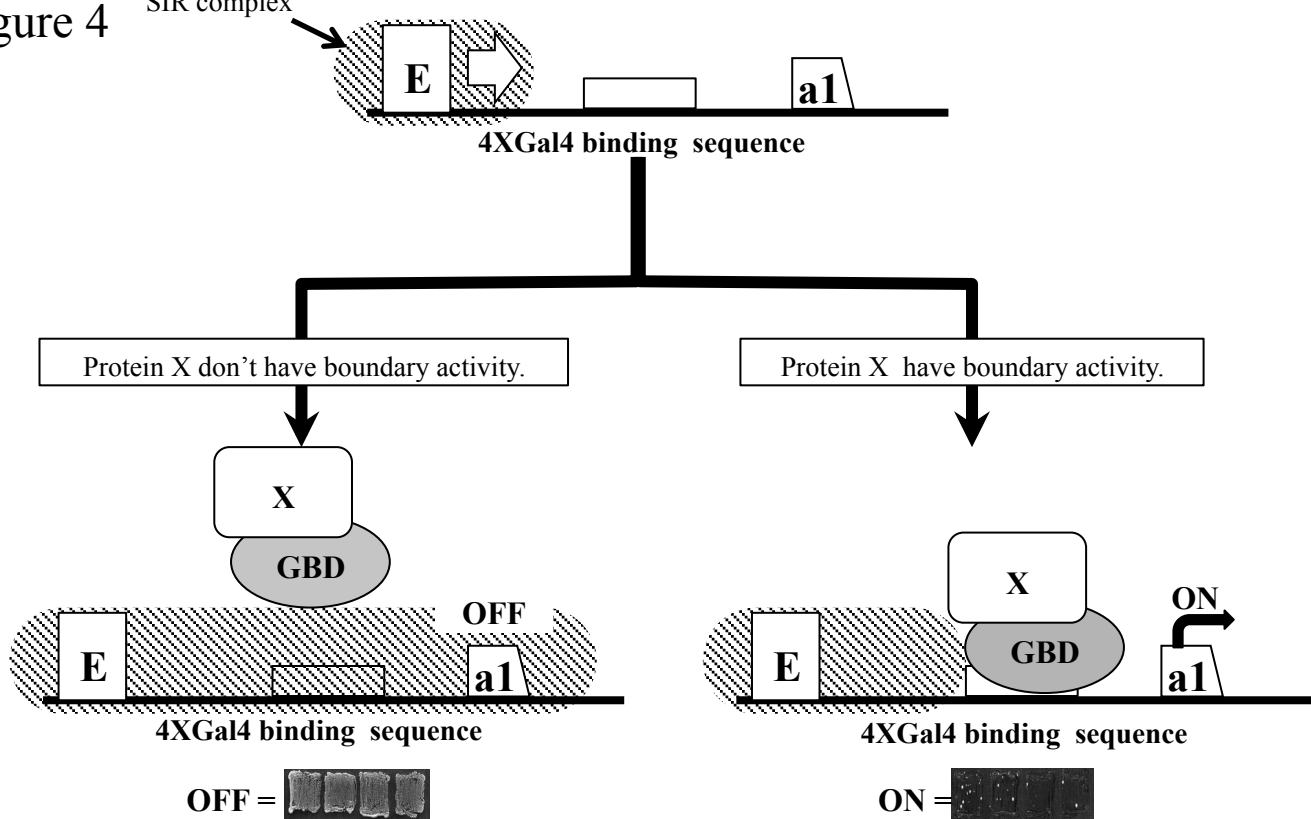 gure 4
SIR complex
E
a1
4XGal4 binding sequence
Protein X don't have boundary activity.
Protein X have boundary activity.
X
GBD
OFF
E
a1
4XGal4 binding sequence
OFF =
X
GBD
ON
E
a1
4XGal4 binding sequence
ON =